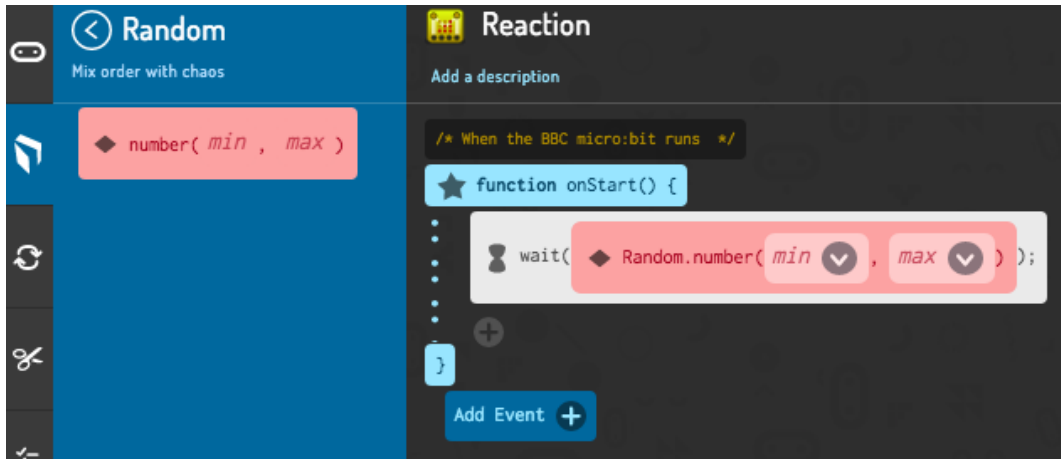 Random
Mix order with chaos
number( min , max )
Reaction
Add a description
/* When the BBC micro:bit runs */
function onStart() {
wait( Random.number( min , max ) );
}
Add Event